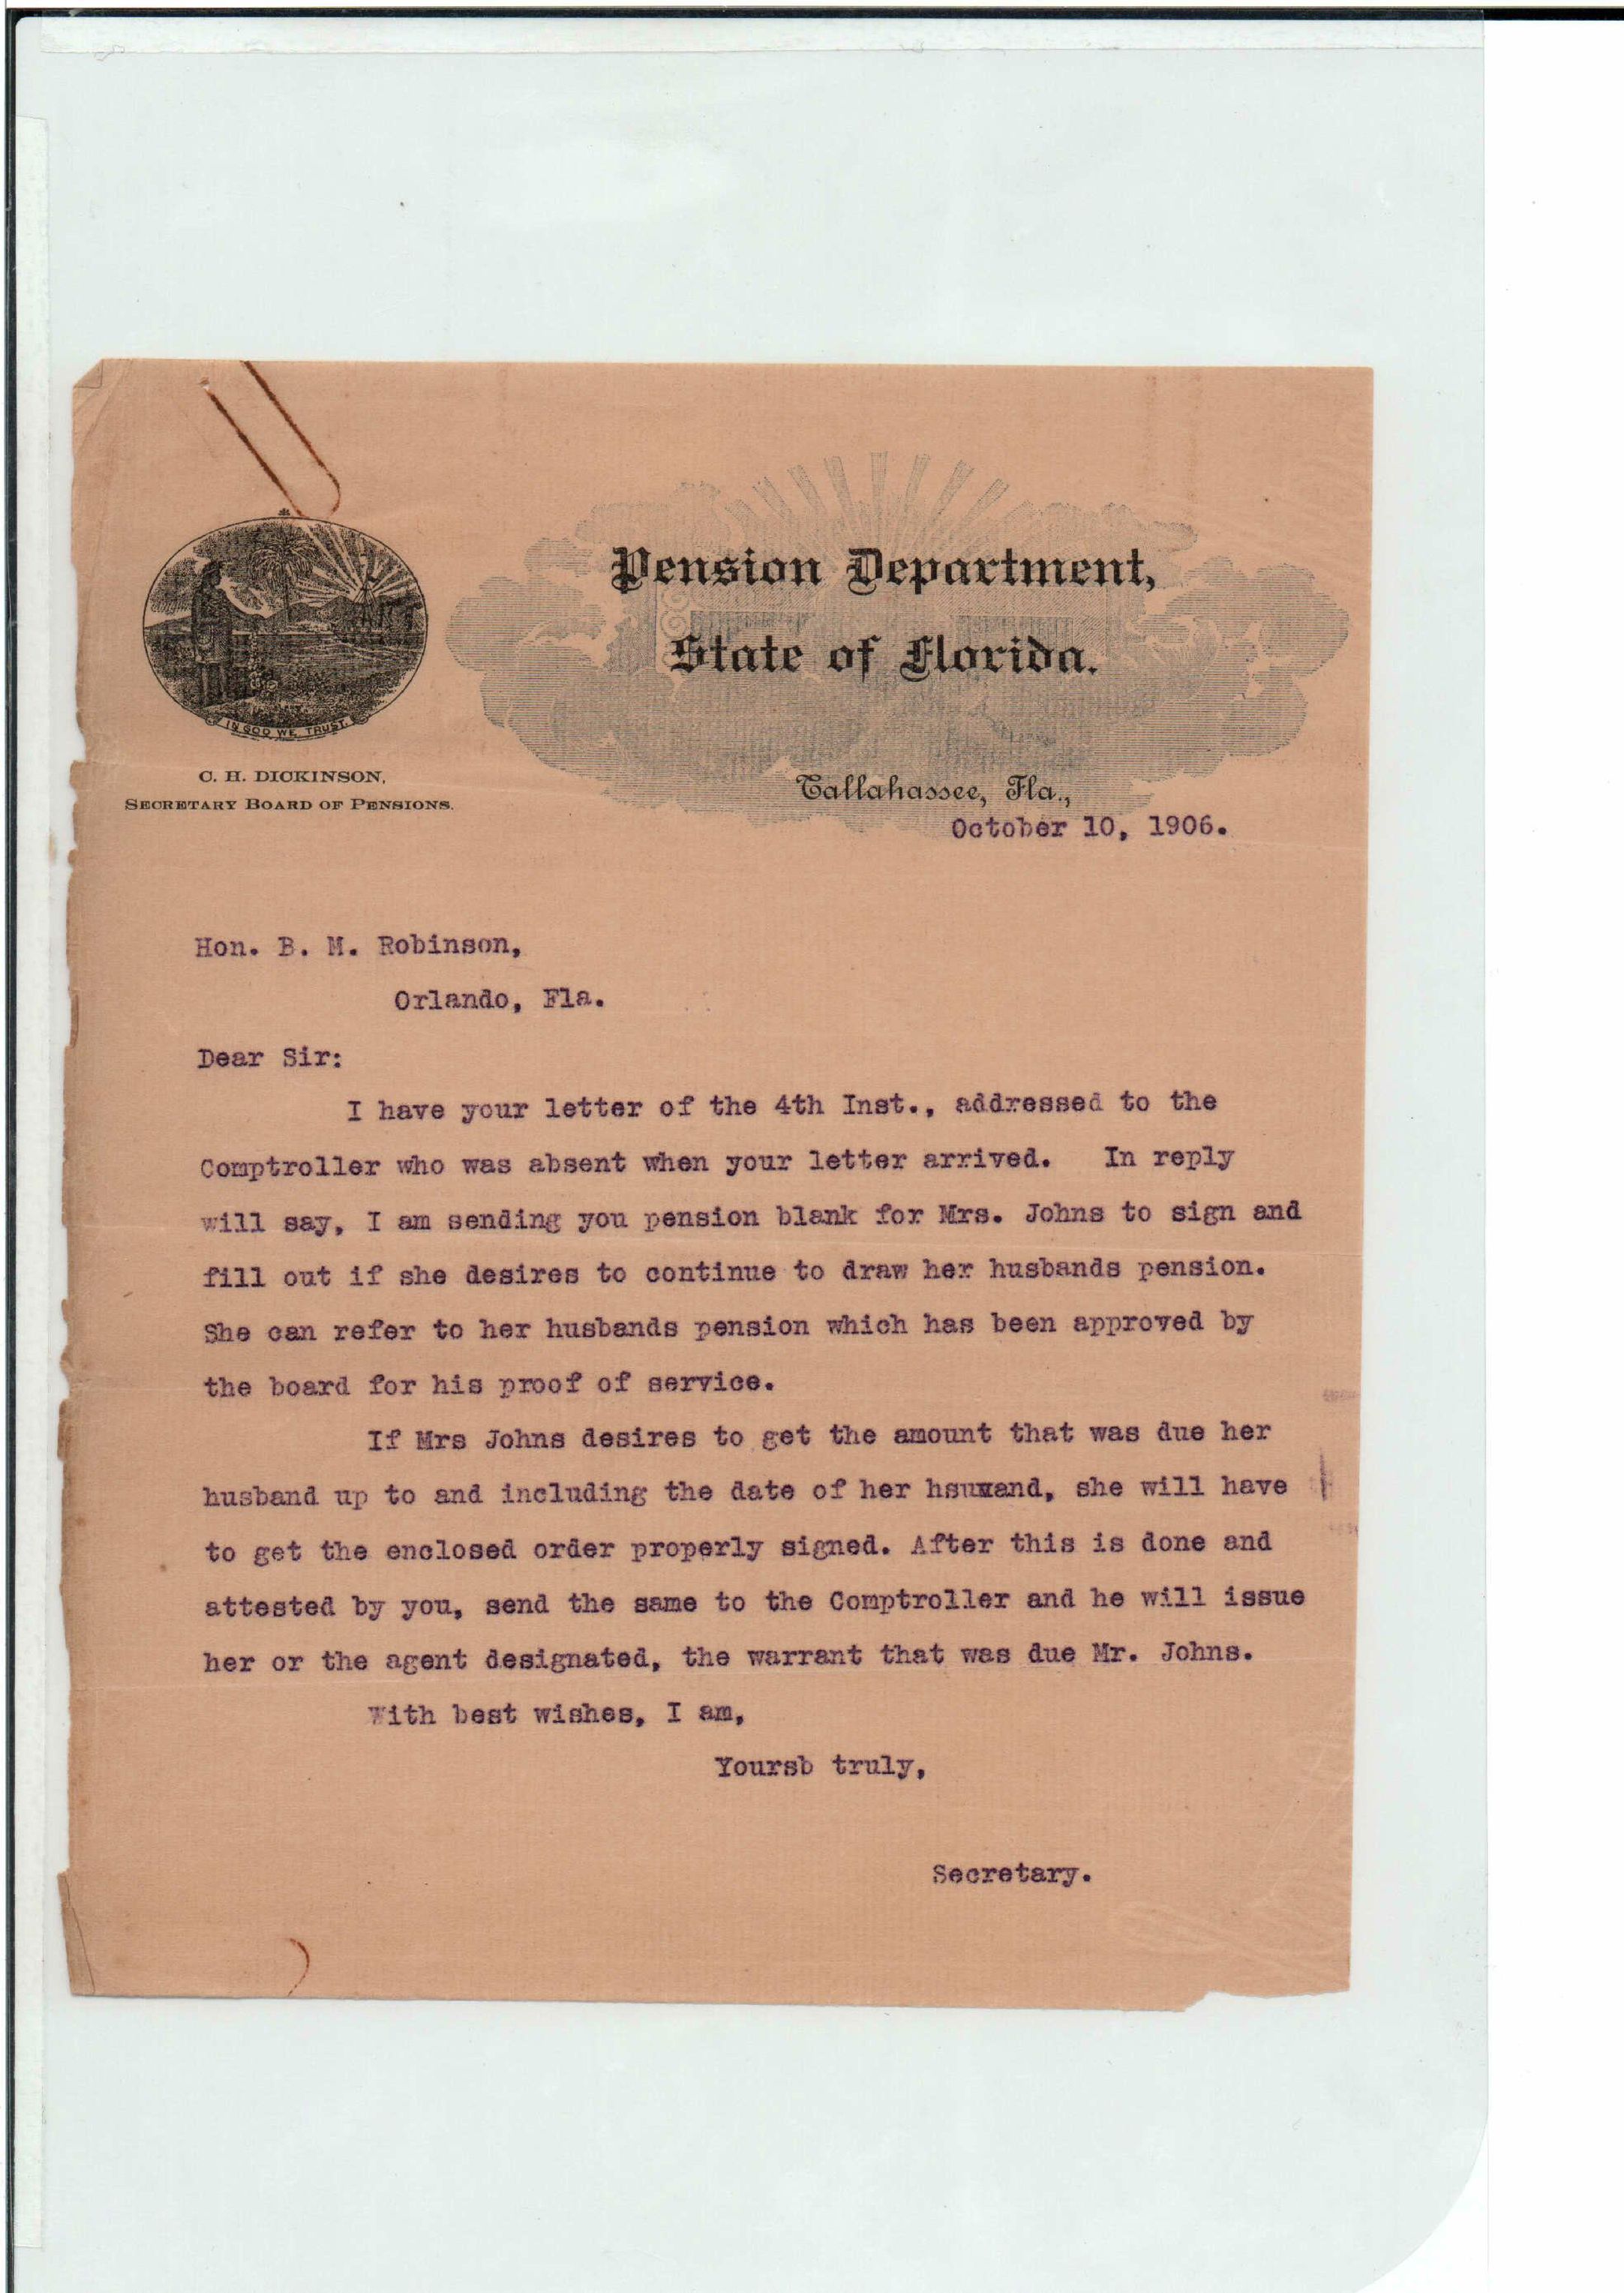 Pension Department,
State of Florida.
IN GOD WE TRUST.
C. H. DICKINSON,
SECRETARY BOARD OF PENSIONS.
Tallahassee, Fla.,
October 10, 1906.
Hon. B. M. Robinson,
Orlando, Fla.
Dear Sir:
I have your letter of the 4th Inst., addressed to the
Comptroller who was absent when your letter arrived. In reply
will say, I am sending you pension blank for Mrs. Johns to sign and
fill out if she desires to continue to draw her husbands pension.
She can refer to her husbands pension which has been approved by
the board for his proof of service.
If Mrs Johns desires to get the amount that was due her
husband up to and including the date of her hsuxand, she will have
to get the enclosed order properly signed. After this is done and
attested by you, send the same to the Comptroller and he will issue
her or the agent designated, the warrant that was due Mr. Johns.
With best wishes, I am,
Yoursb truly,
Secretary.